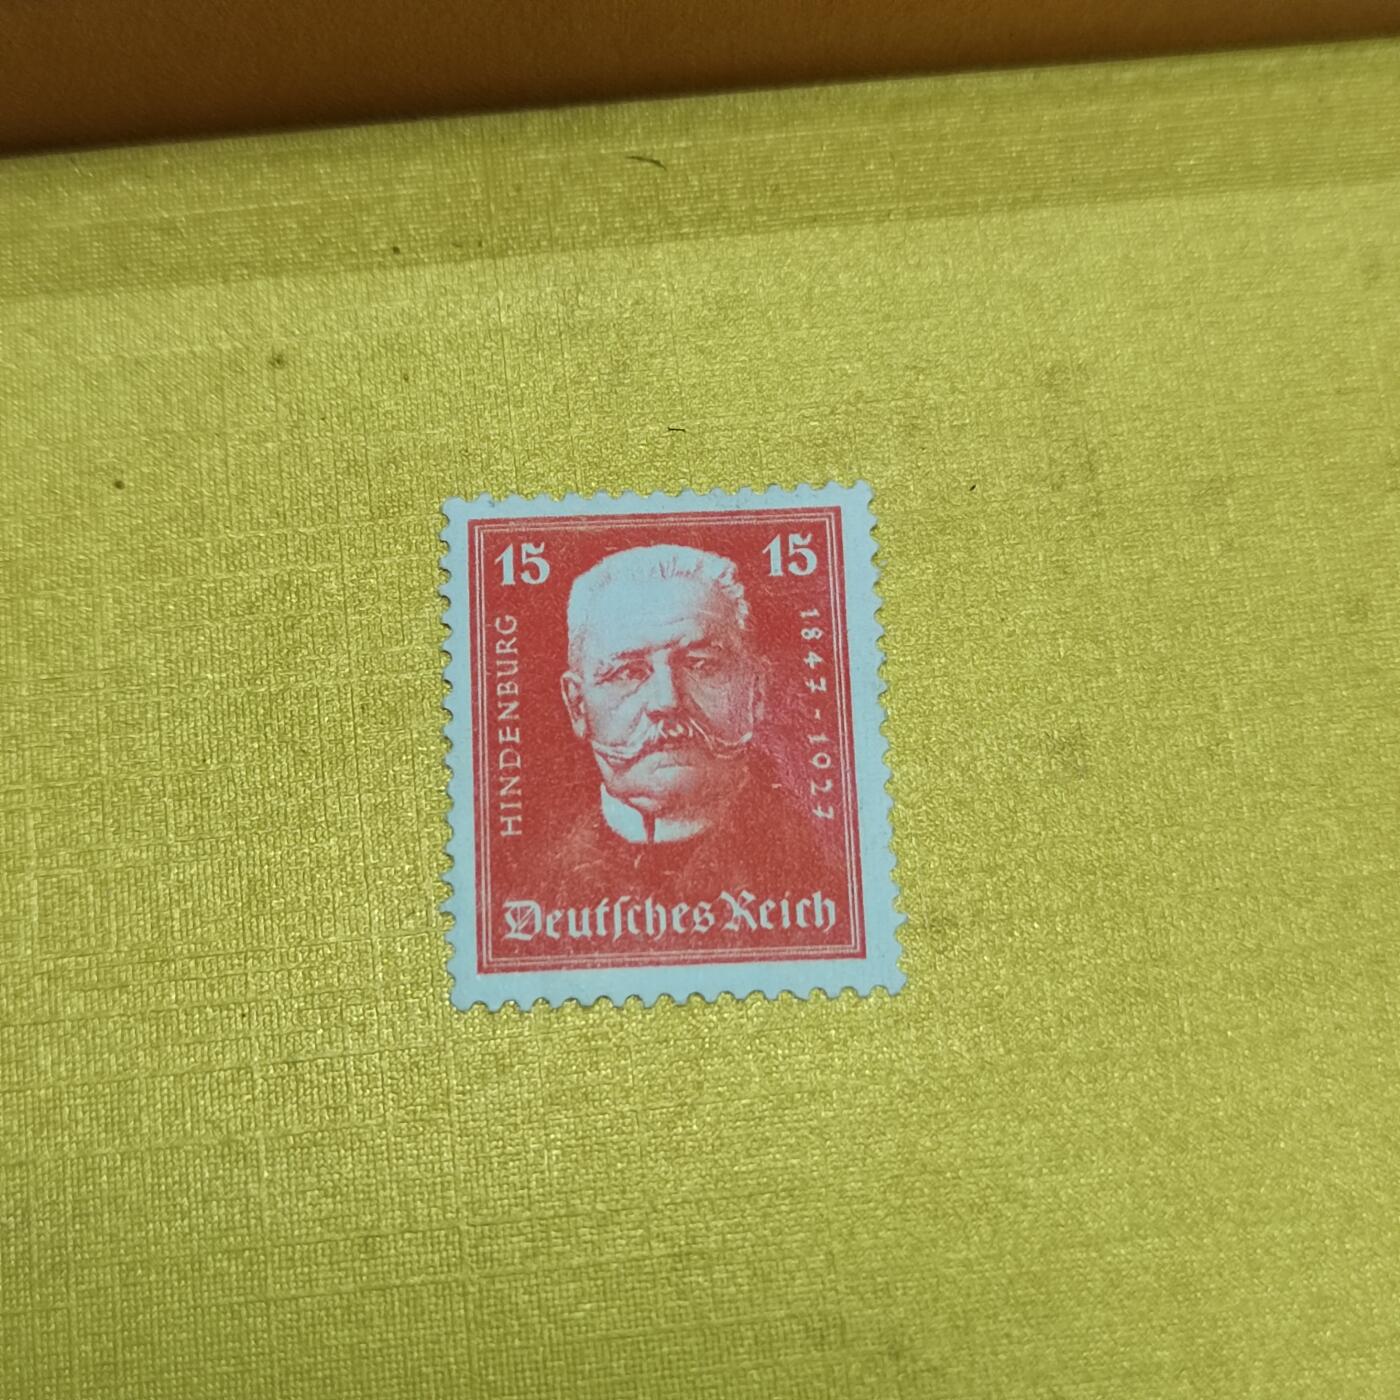 15
15
HINDENBURG
1847-1927
Deutſches Reich